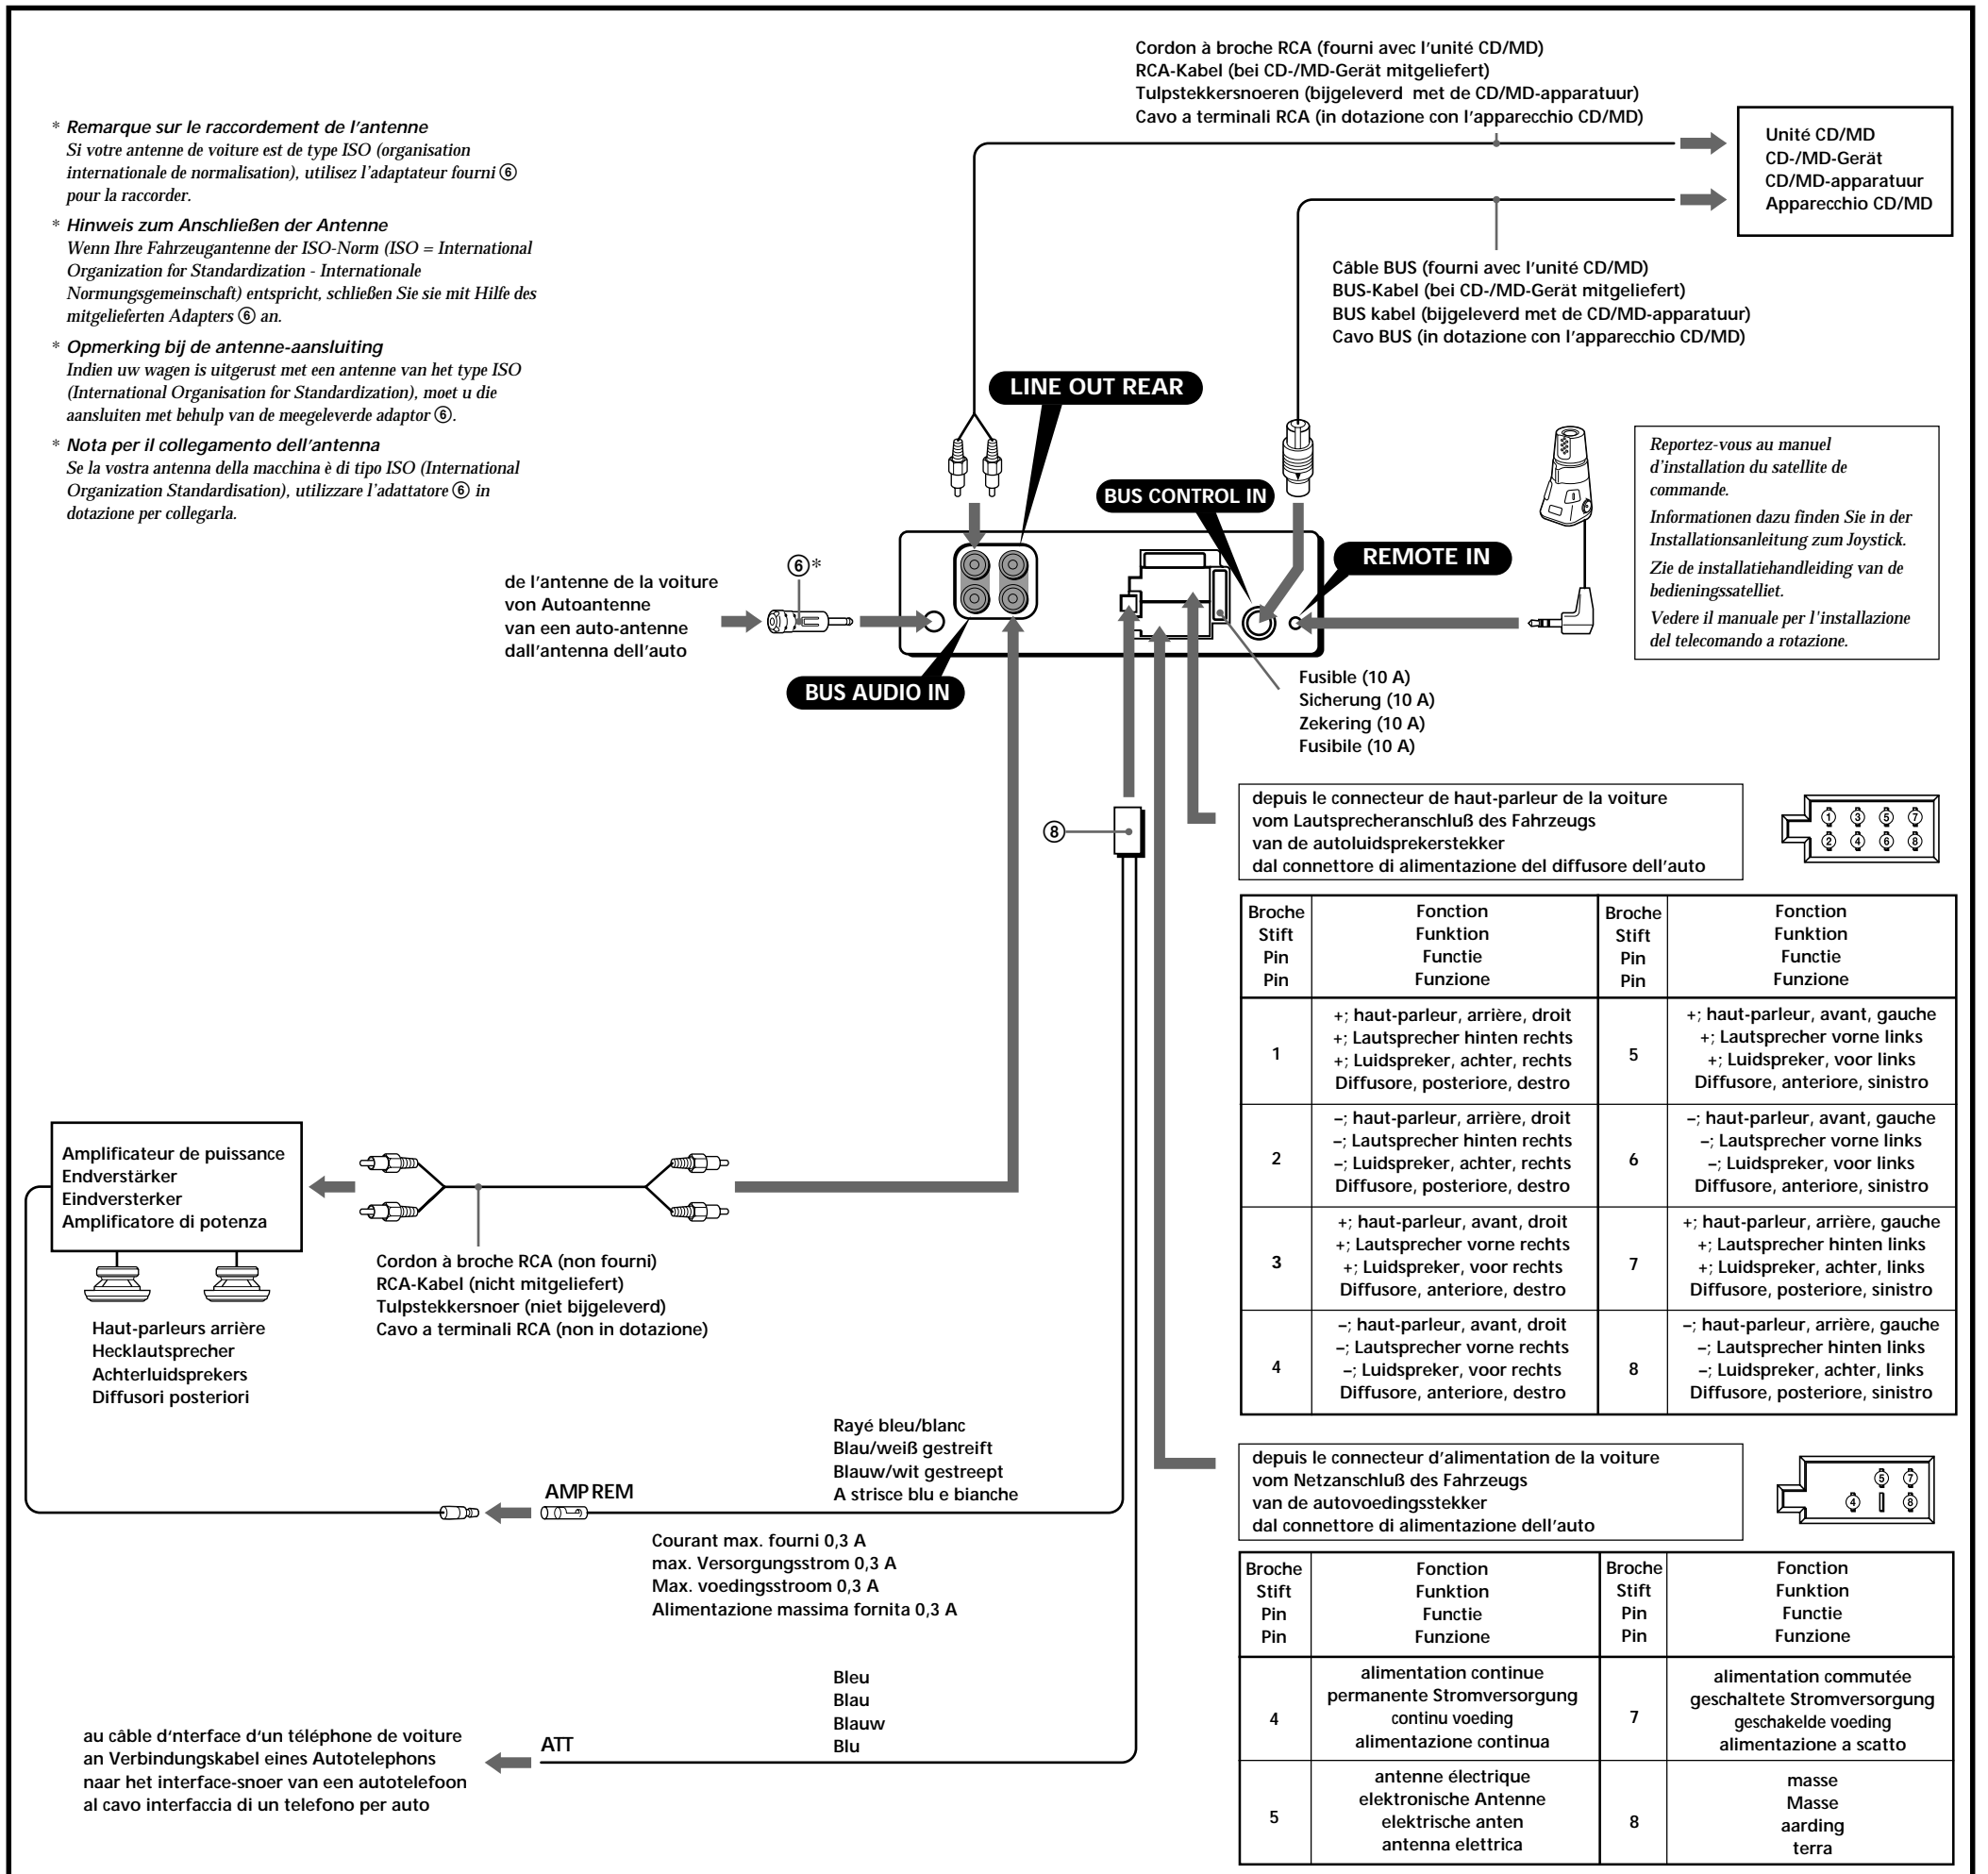 Cordon à broche RCA (fourni avec l'unité CD/MD)
RCA-Kabel (bei CD-/MD-Gerät mitgeliefert)
Tulpstekkersnoeren (bijgeleverd met de CD/MD-apparatuur)
Cavo a terminali RCA (in dotazione con l'apparecchio CD/MD)
Unité CD/MD
CD-/MD-Gerät
CD/MD-apparatuur
Apparecchio CD/MD
* Remarque sur le raccordement de l'antenne
Si votre antenne de voiture est de type ISO (organisation
internationale de normalisation), utilisez l'adaptateur fourni ⑥
pour la raccorder.
* Hinweis zum Anschließen der Antenne
Wenn Ihre Fahrzeugantenne der ISO-Norm (ISO = International
Organization for Standardization - Internationale
Normungsgemeinschaft) entspricht, schließen Sie sie mit Hilfe des
mitgelieferten Adapters ⑥ an.
* Opmerking bij de antenne-aansluiting
Indien uw wagen is uitgerust met een antenne van het type ISO
(International Organisation for Standardization), moet u die
aansluiten met behulp van de meegeleverde adaptor ⑥.
* Nota per il collegamento dell'antenna
Se la vostra antenna della macchina è di tipo ISO (International
Organization Standardisation), utilizzare l'adattatore ⑥ in
dotazione per collegarla.
Câble BUS (fourni avec l'unité CD/MD)
BUS-Kabel (bei CD-/MD-Gerät mitgeliefert)
BUS kabel (bijgeleverd met de CD/MD-apparatuur)
Cavo BUS (in dotazione con l'apparecchio CD/MD)
LINE OUT REAR
BUS CONTROL IN
REMOTE IN
Reportez-vous au manuel
d'installation du satellite de
commande.
Informationen dazu finden Sie in der
Installationsanleitung zum Joystick.
Zie de installatiehandleiding van de
bedieningssatelliet.
Vedere il manuale per l'installazione
del telecomando a rotazione.
⑥*
de l'antenne de la voiture
von Autoantenne
van een auto-antenne
dall'antenna dell'auto
BUS AUDIO IN
Fusible (10 A)
Sicherung (10 A)
Zekering (10 A)
Fusibile (10 A)
⑧
depuis le connecteur de haut-parleur de la voiture
vom Lautsprecheranschluß des Fahrzeugs
van de autoluidsprekerstekker
dal connettore di alimentazione del diffusore dell'auto
① ③ ⑤ ⑦
② ④ ⑥ ⑧
Broche Fonction Broche Fonction
Stift Funktion Stift Funktion
Pin Functie Pin Functie
Pin Funzione Pin Funzione
1
+; haut-parleur, arrière, droit
+; Lautsprecher hinten rechts
+; Luidspreker, achter, rechts
Diffusore, posteriore, destro
5
+; haut-parleur, avant, gauche
+; Lautsprecher vorne links
+; Luidspreker, voor links
Diffusore, anteriore, sinistro
2
–; haut-parleur, arrière, droit
–; Lautsprecher hinten rechts
–; Luidspreker, achter, rechts
Diffusore, posteriore, destro
6
–; haut-parleur, avant, gauche
–; Lautsprecher vorne links
–; Luidspreker, voor links
Diffusore, anteriore, sinistro
3
+; haut-parleur, avant, droit
+; Lautsprecher vorne rechts
+; Luidspreker, voor rechts
Diffusore, anteriore, destro
7
+; haut-parleur, arrière, gauche
+; Lautsprecher hinten links
+; Luidspreker, achter, links
Diffusore, posteriore, sinistro
4
–; haut-parleur, avant, droit
–; Lautsprecher vorne rechts
–; Luidspreker, voor rechts
Diffusore, anteriore, destro
8
–; haut-parleur, arrière, gauche
–; Lautsprecher hinten links
–; Luidspreker, achter, links
Diffusore, posteriore, sinistro
Amplificateur de puissance
Endverstärker
Eindversterker
Amplificatore di potenza
Cordon à broche RCA (non fourni)
RCA-Kabel (nicht mitgeliefert)
Tulpstekkersnoer (niet bijgeleverd)
Cavo a terminali RCA (non in dotazione)
Haut-parleurs arrière
Hecklautsprecher
Achterluidsprekers
Diffusori posteriori
Rayé bleu/blanc
Blau/weiß gestreift
Blauw/wit gestreept
A strisce blu e bianche
AMP REM
Courant max. fourni 0,3 A
max. Versorgungsstrom 0,3 A
Max. voedingsstroom 0,3 A
Alimentazione massima fornita 0,3 A
depuis le connecteur d'alimentation de la voiture
vom Netzanschluß des Fahrzeugs
van de autovoedingsstekker
dal connettore di alimentazione dell'auto
⑤ ⑦
④ ⑧
Broche Fonction Broche Fonction
Stift Funktion Stift Funktion
Pin Functie Pin Functie
Pin Funzione Pin Funzione
4
alimentation continue
permanente Stromversorgung
continu voeding
alimentazione continua
7
alimentation commutée
geschaltete Stromversorgung
geschakelde voeding
alimentazione a scatto
5
antenne électrique
elektronische Antenne
elektrische anten
antenna elettrica
8
masse
Masse
aarding
terra
Bleu
Blau
Blauw
Blu
ATT
au câble d'nterface d'un téléphone de voiture
an Verbindungskabel eines Autotelephons
naar het interface-snoer van een autotelefoon
al cavo interfaccia di un telefono per auto